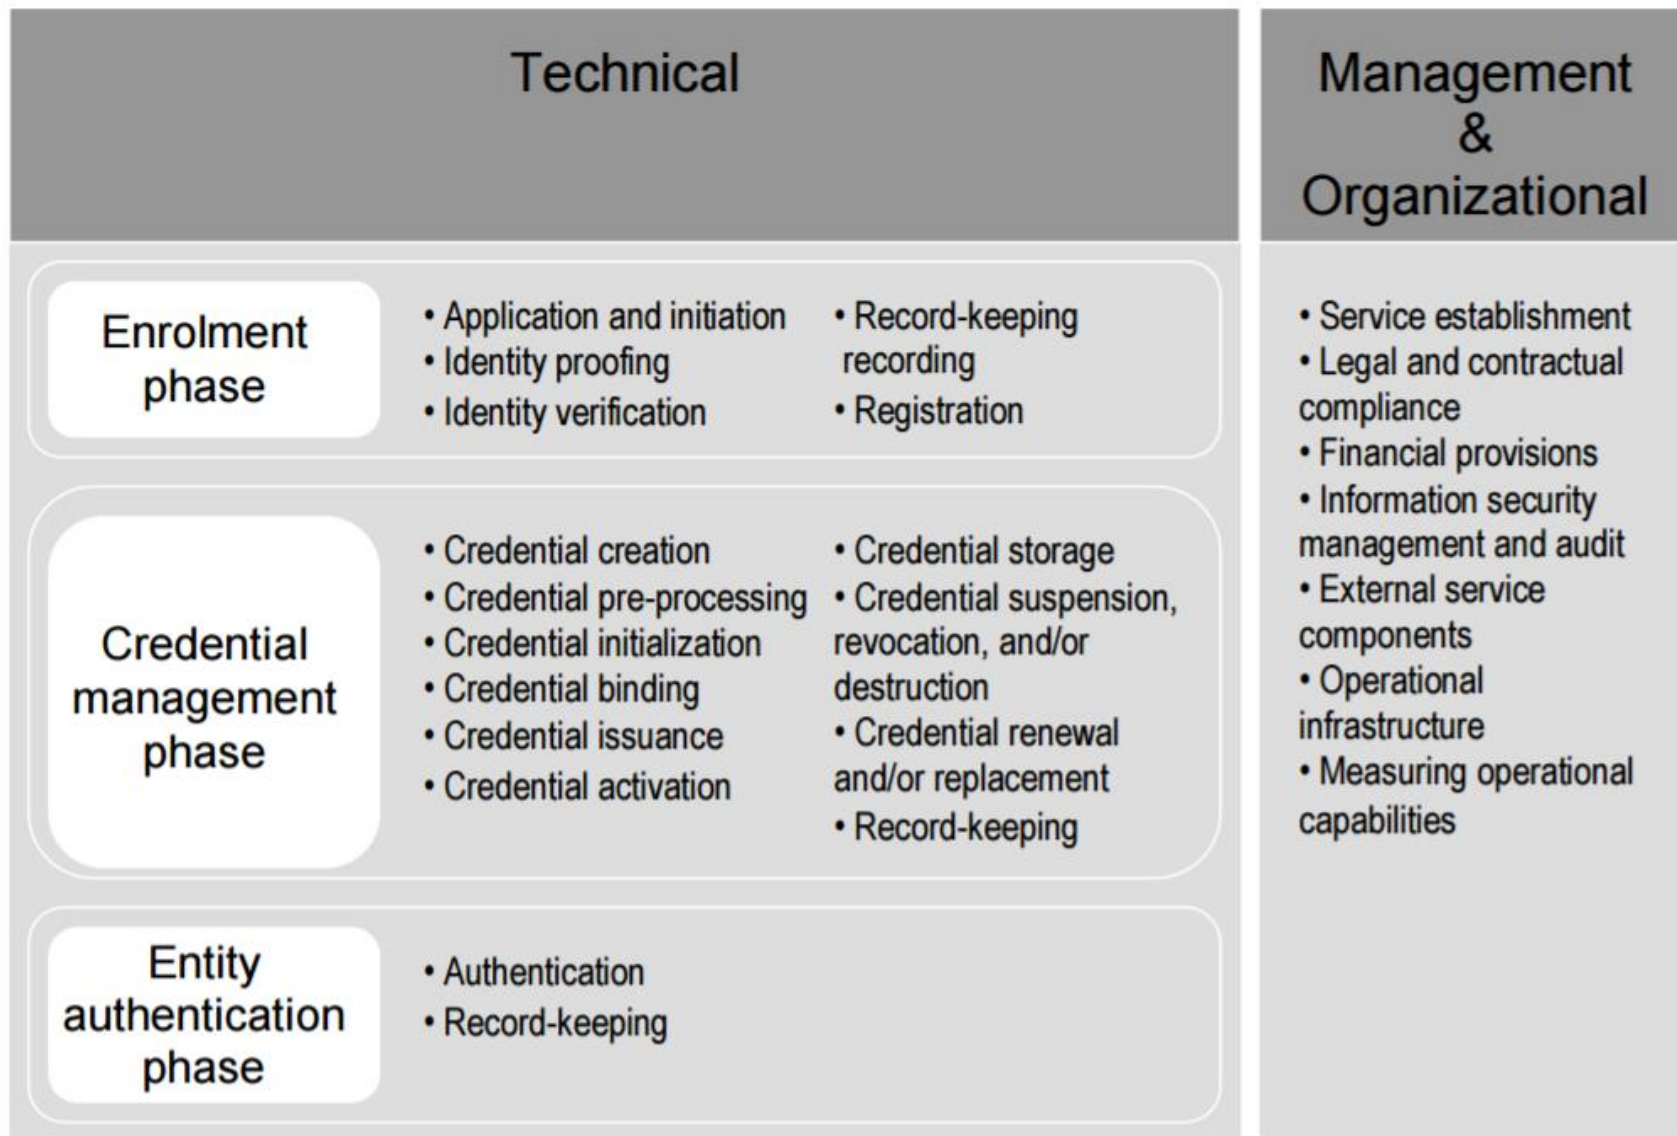 Technical
Enrolment
phase
• Application and initiation
• Identity proofing
• Identity verification
• Record-keeping
recording
• Registration
Credential
management
phase
• Credential creation
• Credential pre-processing
• Credential initialization
• Credential binding
• Credential issuance
• Credential activation
• Credential storage
• Credential suspension,
revocation, and/or
destruction
• Credential renewal
and/or replacement
• Record-keeping
Entity
authentication
phase
• Authentication
• Record-keeping
Management
&
Organizational
• Service establishment
• Legal and contractual
compliance
• Financial provisions
• Information security
management and audit
• External service
components
• Operational
infrastructure
• Measuring operational
capabilities